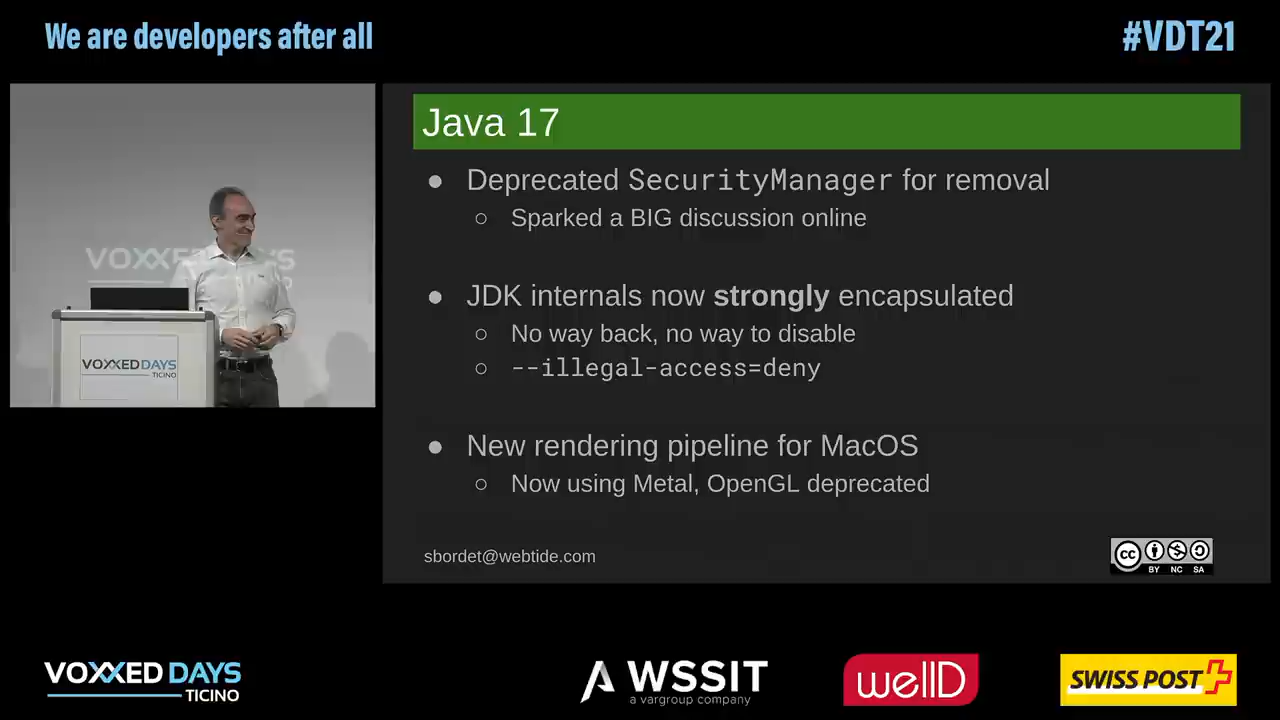 We are developers after all
#VDT21
VOXXED DAYS
VOXXED DAYS
TICINO
Java 17
● Deprecated SecurityManager for removal
○ Sparked a BIG discussion online
● JDK internals now strongly encapsulated
○ No way back, no way to disable
○ --illegal-access=deny
● New rendering pipeline for MacOS
○ Now using Metal, OpenGL deprecated
sbordet@webtide.com
cc
BY NC SA
VOXXED DAYS
TICINO
WSSIT
a vargroup company
wellD
SWISS POST